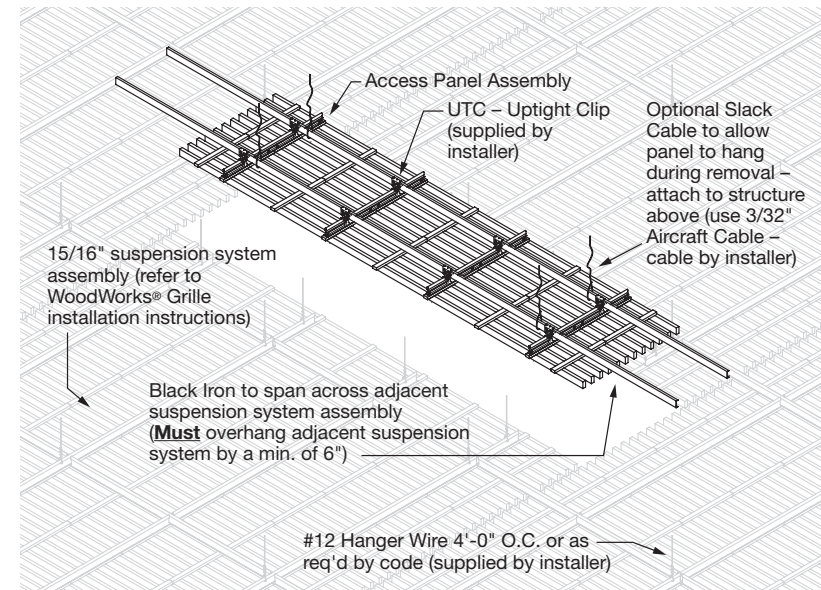 Access Panel Assembly
UTC – Uptight Clip
(supplied by
installer)
Optional Slack
Cable to allow
panel to hang
during removal –
attach to structure
above (use 3/32"
Aircraft Cable –
cable by installer)
15/16" suspension system
assembly (refer to
WoodWorks® Grille
installation instructions)
Black Iron to span across adjacent
suspension system assembly
(Must overhang adjacent suspension
system by a min. of 6")
#12 Hanger Wire 4'-0" O.C. or as
req'd by code (supplied by installer)